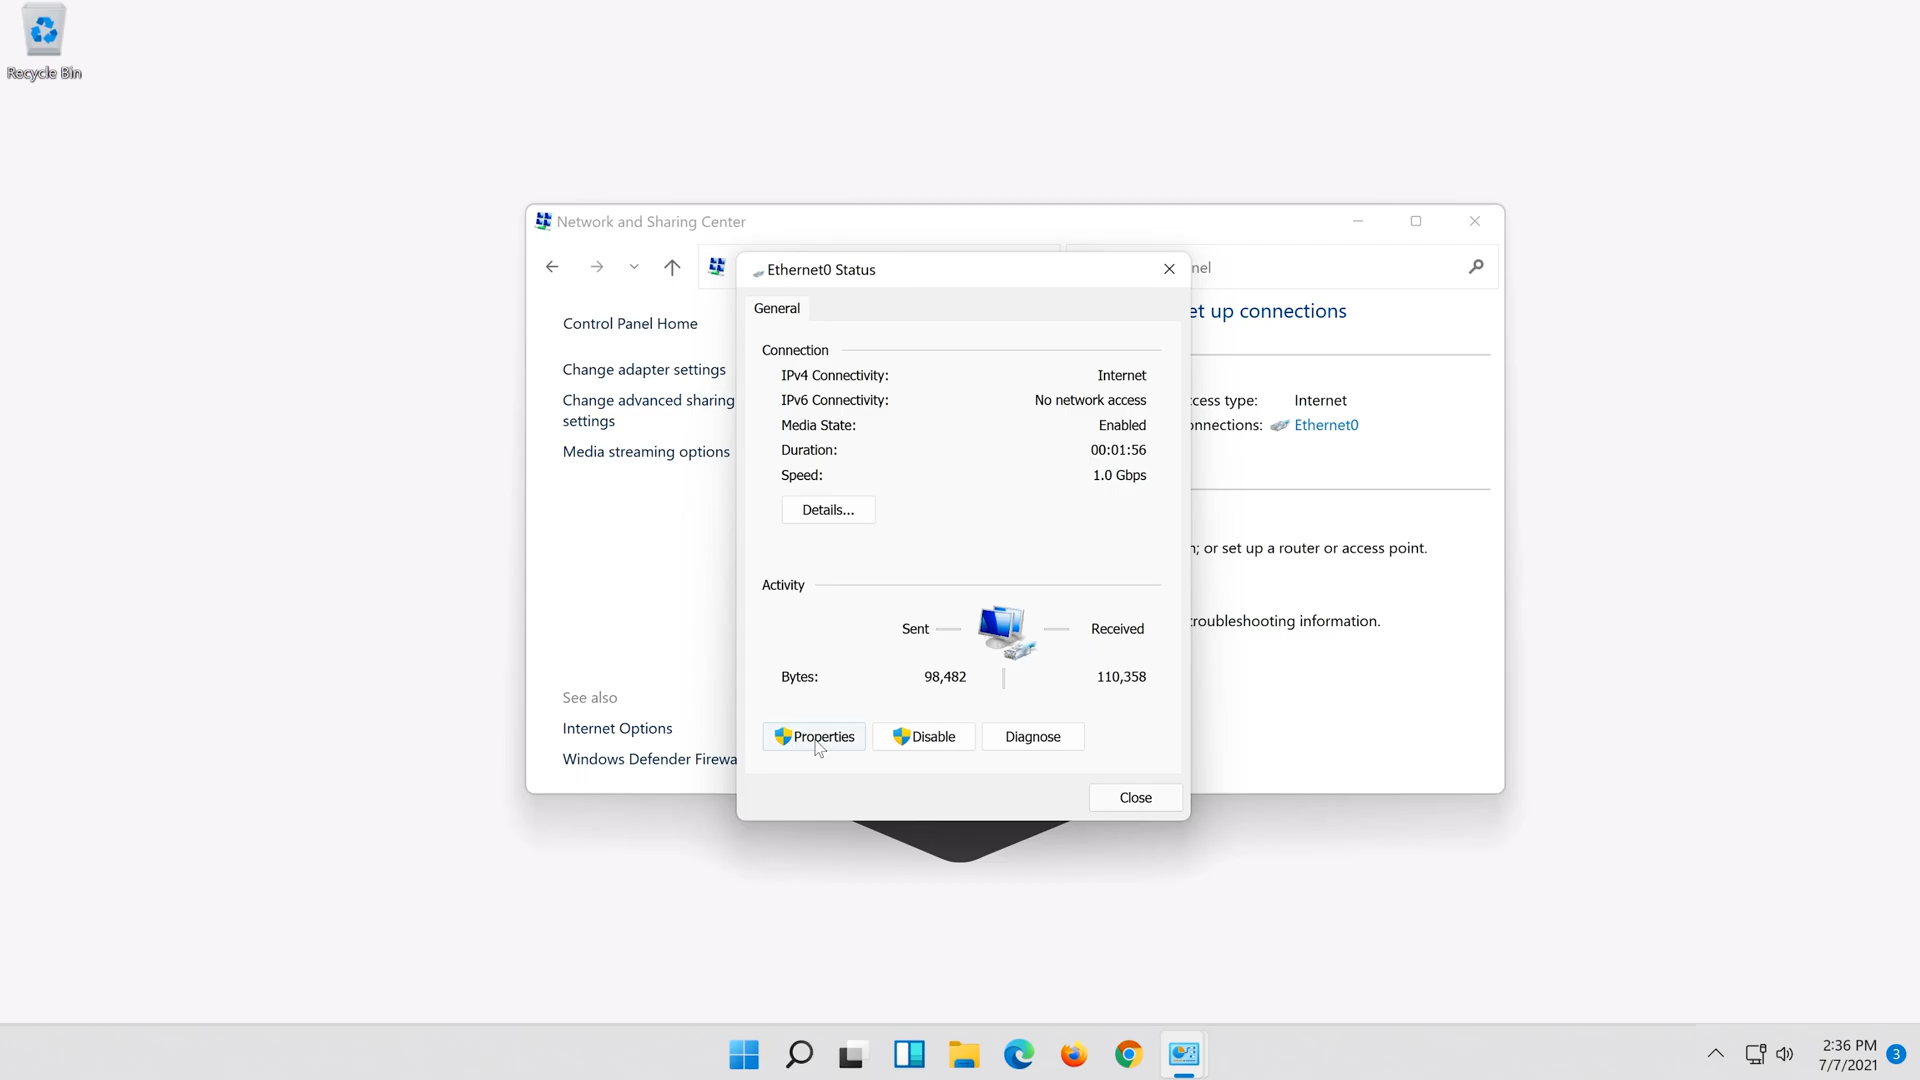 Recycle Bin
Network and Sharing Center
nel
Control Panel Home
Change adapter settings
Change advanced sharing
settings
Media streaming options
See also
Internet Options
Windows Defender Firewa
et up connections
ccess type: Internet
onnections: Ethernet0
n; or set up a router or access point.
troubleshooting information.
Ethernet0 Status
General
Connection
IPv4 Connectivity: Internet
IPv6 Connectivity: No network access
Media State: Enabled
Duration: 00:01:56
Speed: 1.0 Gbps
Details...
Activity
Sent Received
Bytes: 98,482 110,358
Properties Disable Diagnose
Close
2:36 PM
7/7/2021 3